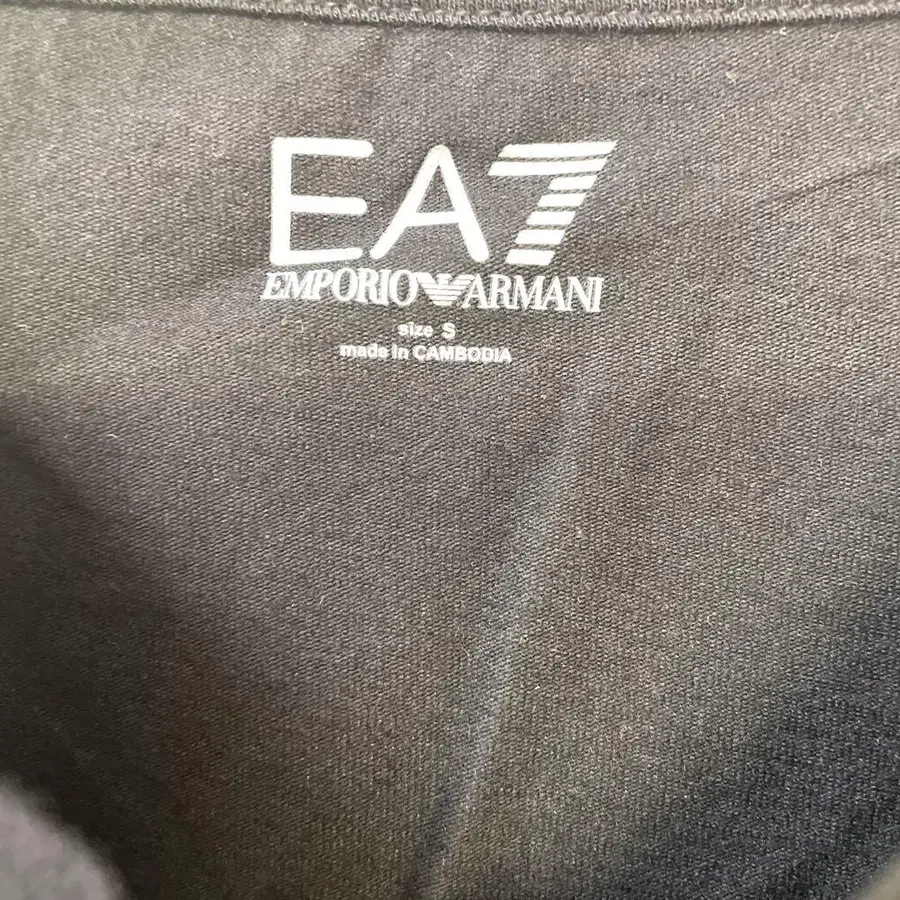 EA7
EMPORIO ARMANI
size S
made in CAMBODIA